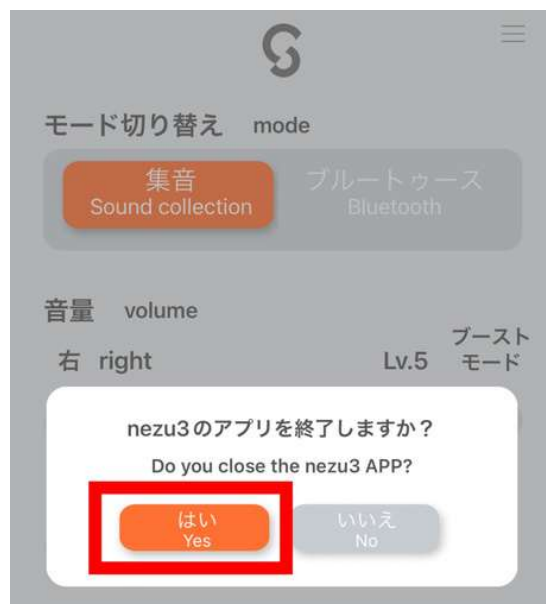 モード切り替え mode
集音
Sound collection
ブルートゥース
Bluetooth
音量 volume
ブースト
モード
右 right Lv.5
nezu3のアプリを終了しますか？
Do you close the nezu3 APP?
はい
Yes
いいえ
No